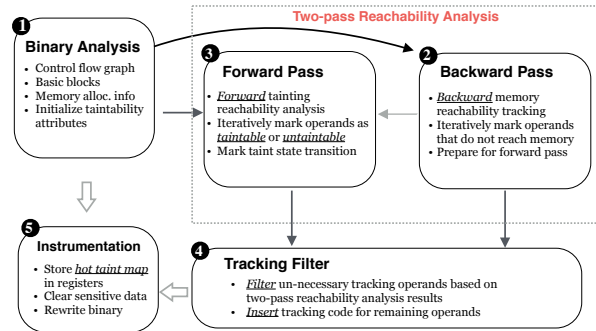 Two-pass Reachability Analysis
1
Binary Analysis
• Control flow graph
• Basic blocks
• Memory alloc. info
• Initialize taintability
attributes
2
Backward Pass
• Backward memory
reachability tracking
• Iteratively mark operands
that do not reach memory
• Prepare for forward pass
3
Forward Pass
• Forward tainting
reachability analysis
• Iteratively mark operands as
taintable or untaintable
• Mark taint state transition
4
Tracking Filter
• Filter un-necessary tracking operands based on
two-pass reachability analysis results
• Insert tracking code for remaining operands
5
Instrumentation
• Store hot taint map
in registers
• Clear sensitive data
• Rewrite binary